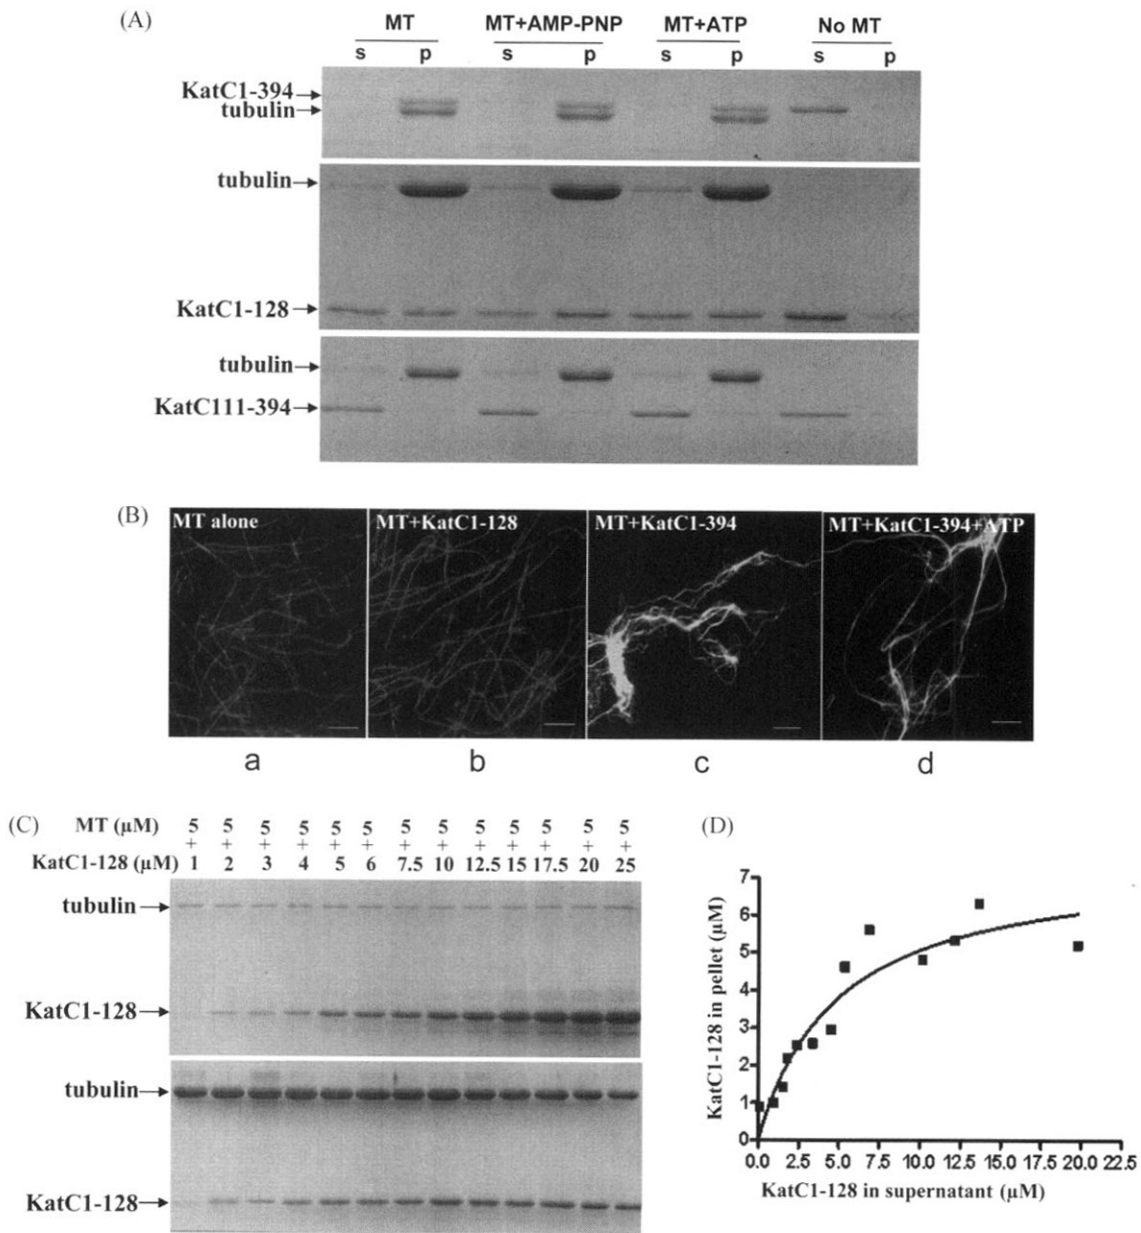 (A)
MT MT+AMP-PNP MT+ATP No MT
s p s p s p s p
KatC1-394
tubulin
tubulin
KatC1-128
tubulin
KatC111-394
(B)
MT alone
MT+KatC1-128
MT+KatC1-394
MT+KatC1-394+ATP
a b c d
(C)
MT (μM) 5 5 5 5 5 5 5 5 5 5 5 5 5
+ + + + + + + + + + + + +
KatC1-128 (μM) 1 2 3 4 5 6 7.5 10 12.5 15 17.5 20 25
tubulin
KatC1-128
tubulin
KatC1-128
(D)
KatC1-128 in pellet (μM)
7
6
5
4
3
2
1
0
0.0 2.5 5.0 7.5 10.0 12.5 15.0 17.5 20.0 22.5
KatC1-128 in supernatant (μM)